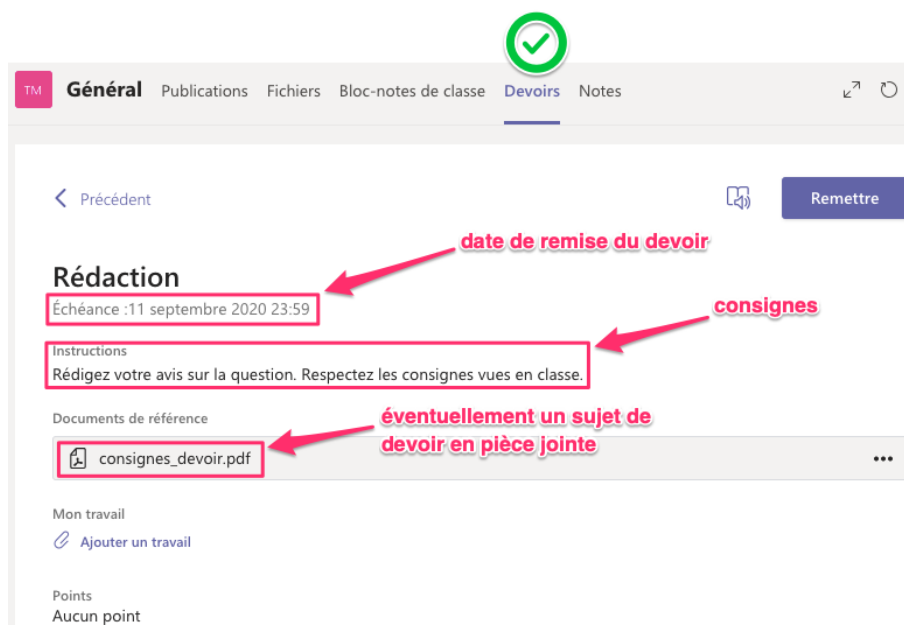 TM Général Publications Fichiers Bloc-notes de classe Devoirs Notes
Précédent
Remettre
date de remise du devoir
Rédaction
Échéance :11 septembre 2020 23:59
consignes
Instructions
Rédigez votre avis sur la question. Respectez les consignes vues en classe.
Documents de référence
éventuellement un sujet de
devoir en pièce jointe
consignes_devoir.pdf
Mon travail
Ajouter un travail
Points
Aucun point